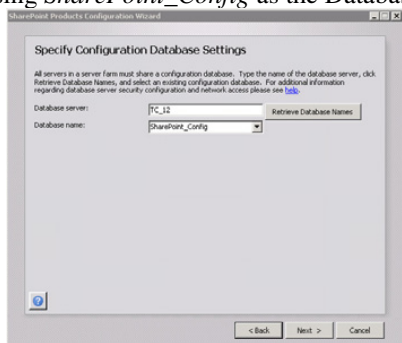 ing SharePoint_Config as the Databa
SharePoint Products Configuration Wizard
Specify Configuration Database Settings
All servers in a server farm must share a configuration database. Type the name of the database server, click
Retrieve Database Names, and select an existing configuration database. For additional information
regarding database server security configuration and network access please see help.
Database server:
TC_12
Retrieve Database Names
Database name:
SharePoint_Config
< Back
Next >
Cancel